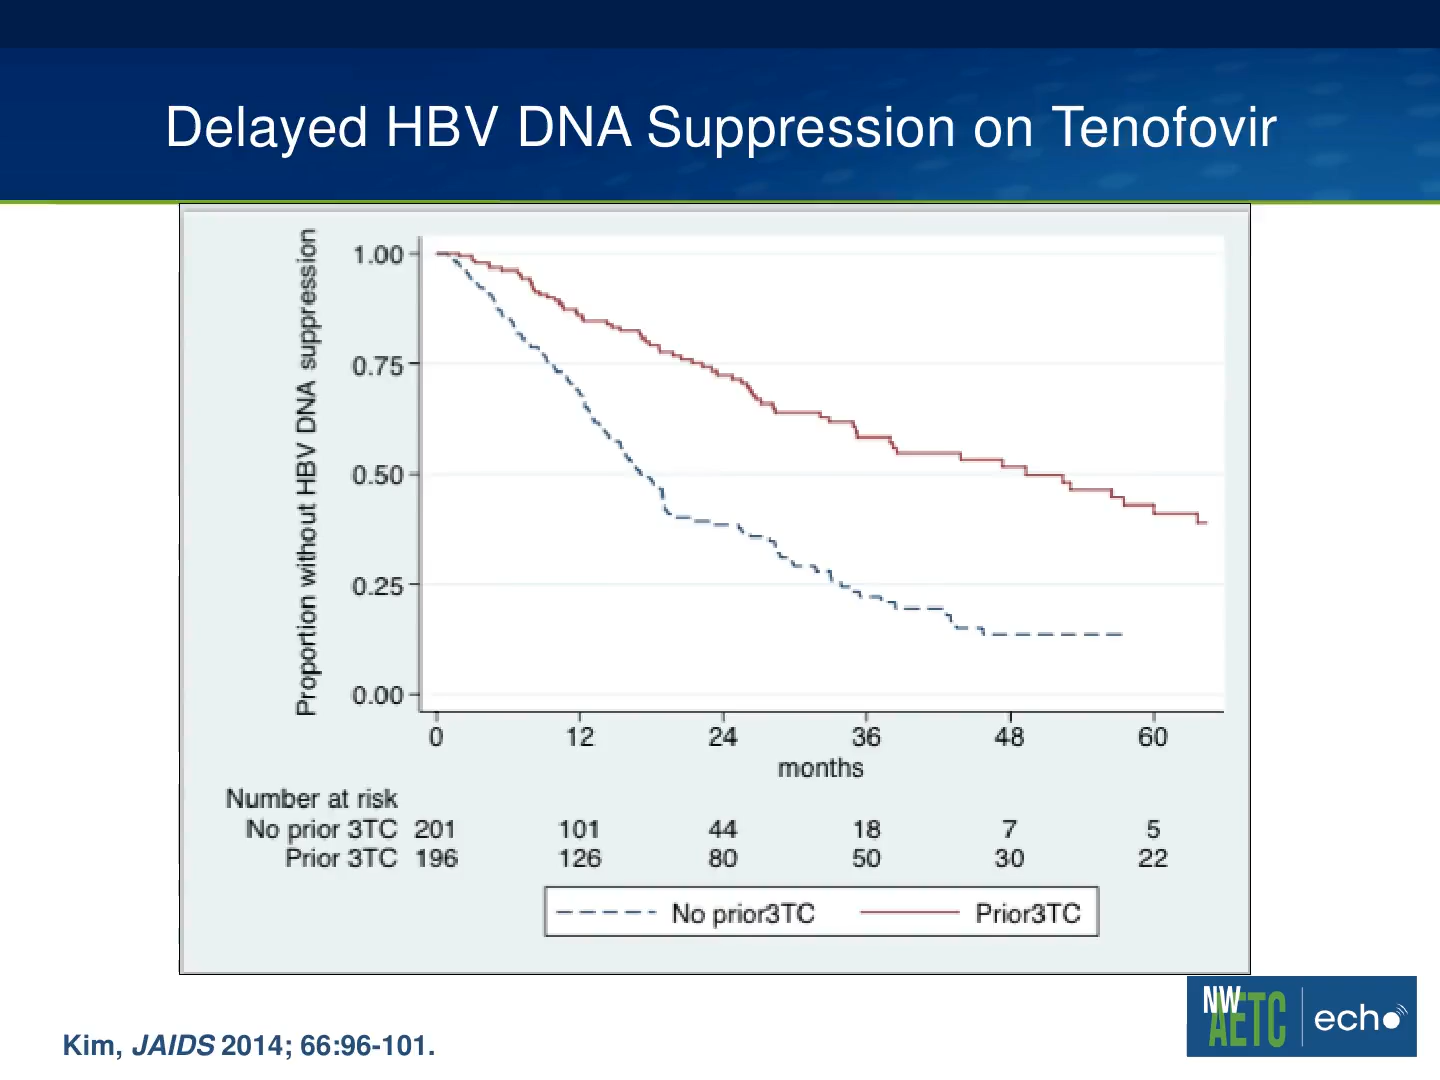 Delayed HBV DNA Suppression on Tenofovir
Proportion without HBV DNA suppression
1.00
0.75
0.50
0.25
0.00
0 12 24 36 48 60
months
Number at risk
No prior 3TC 201 101 44 18 7 5
Prior 3TC 196 126 80 50 30 22
No prior3TC Prior3TC
NW AETC echo
Kim, JAIDS 2014; 66:96-101.